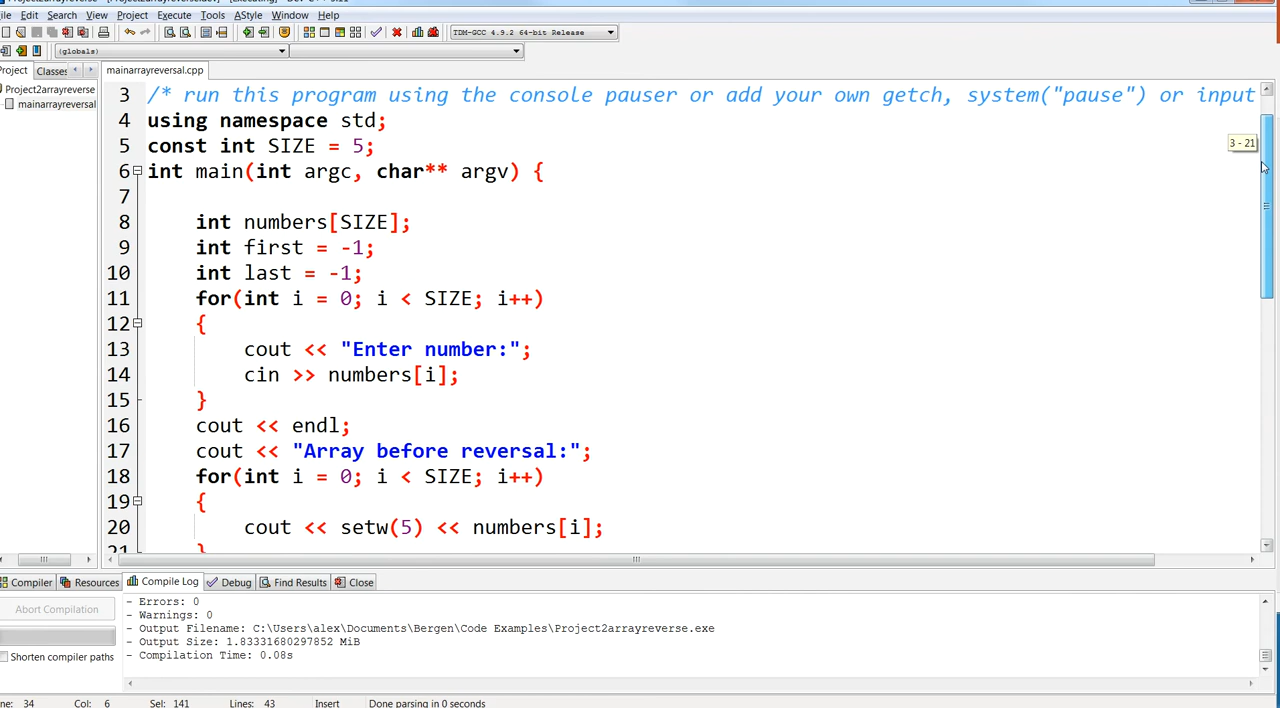 ile Edit Search View Project Execute Tools AStyle Window Help
TDM-GCC 4.9.2 64-bit Release
(globals)
Project Classes mainarrayreversal.cpp
Project2arrayreverse
mainarrayreversal
3 /* run this program using the console pauser or add your own getch, system("pause") or input
4 using namespace std;
5 const int SIZE = 5;
6 int main(int argc, char** argv) {
7
8 int numbers[SIZE];
9 int first = -1;
10 int last = -1;
11 for(int i = 0; i < SIZE; i++)
12 {
13 cout << "Enter number:";
14 cin >> numbers[i];
15 }
16 cout << endl;
17 cout << "Array before reversal:";
18 for(int i = 0; i < SIZE; i++)
19 {
20 cout << setw(5) << numbers[i];
21 }
3 - 21
Compiler Resources Compile Log Debug Find Results Close
Abort Compilation
Shorten compiler paths
- Errors: 0
- Warnings: 0
- Output Filename: C:\Users\alex\Documents\Bergen\Code Examples\Project2arrayreverse.exe
- Output Size: 1.83331680297852 MiB
- Compilation Time: 0.08s
ne: 34 Col: 6 Sel: 141 Lines: 43 Insert Done parsing in 0 seconds